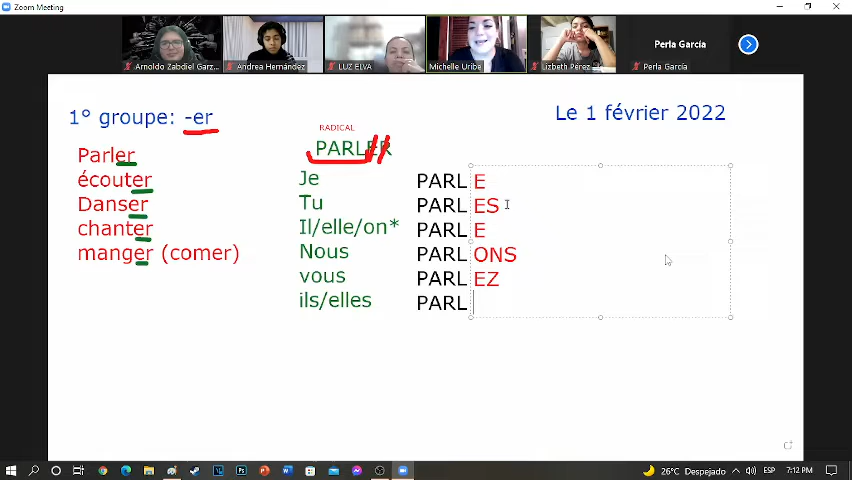 Zoom Meeting
Arnoldo Zabdiel Garz...
Andrea Hernández
LUZ ELVA
Michelle Uribe
Lizbeth Pérez
Perla García
Perla García
1° groupe: -er
Le 1 février 2022
RADICAL
PARLER
Parler
écouter
Danser
chanter
manger (comer)
Je PARL E
Tu PARL ES
Il/elle/on* PARL E
Nous PARL ONS
vous PARL EZ
ils/elles PARL
26°C Despejado ESP 7:12 PM